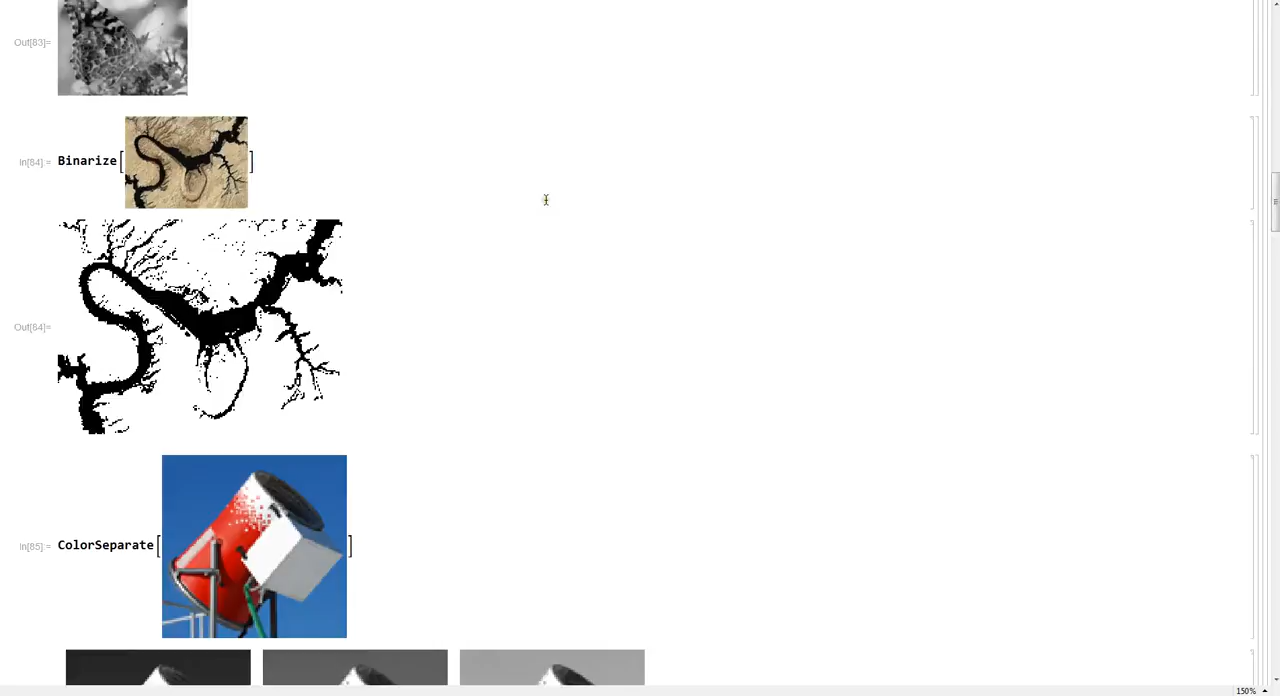 Out[83]=
In[84]:= Binarize[ ]
Out[84]=
In[85]:= ColorSeparate[ ]
150%